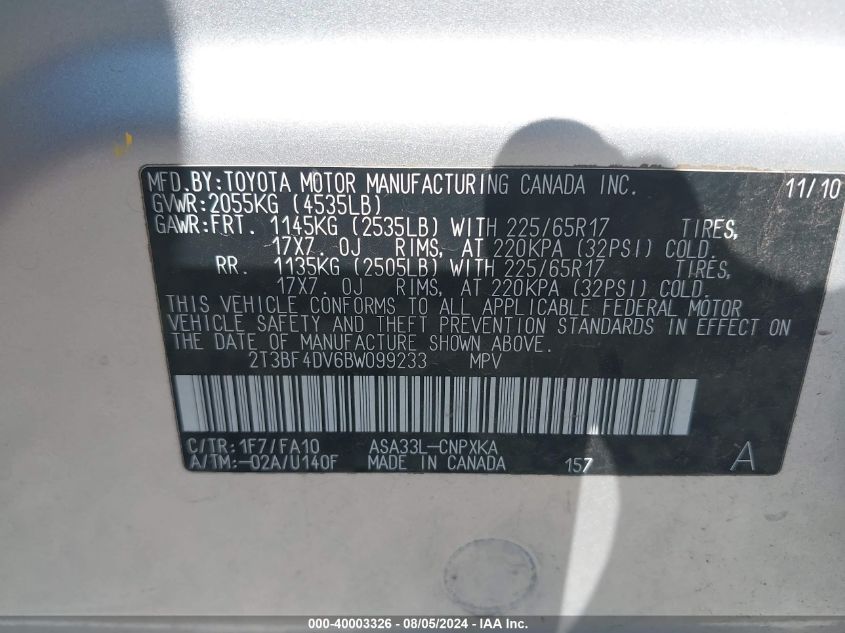 MFD.BY:TOYOTA MOTOR MANUFACTURING CANADA INC. 11/10
GVWR:2055KG (4535LB)
GAWR:FRT. 1145KG (2535LB) WITH 225/65R17 TIRES,
17X7. 0J RIMS, AT 220KPA (32PSI) COLD.
RR. 1135KG (2505LB) WITH 225/65R17 TIRES,
17X7. 0J RIMS, AT 220KPA (32PSI) COLD.
THIS VEHICLE CONFORMS TO ALL APPLICABLE FEDERAL MOTOR
VEHICLE SAFETY AND THEFT PREVENTION STANDARDS IN EFFECT ON
THE DATE OF MANUFACTURE SHOWN ABOVE.
2T3BF4DV6BW099233 MPV
C/TR:1F7/FA10 ASA33L-CNPXKA
A/TM:-02A/U140F MADE IN CANADA 157 A
000-40003326 - 08/05/2024 - IAA Inc.